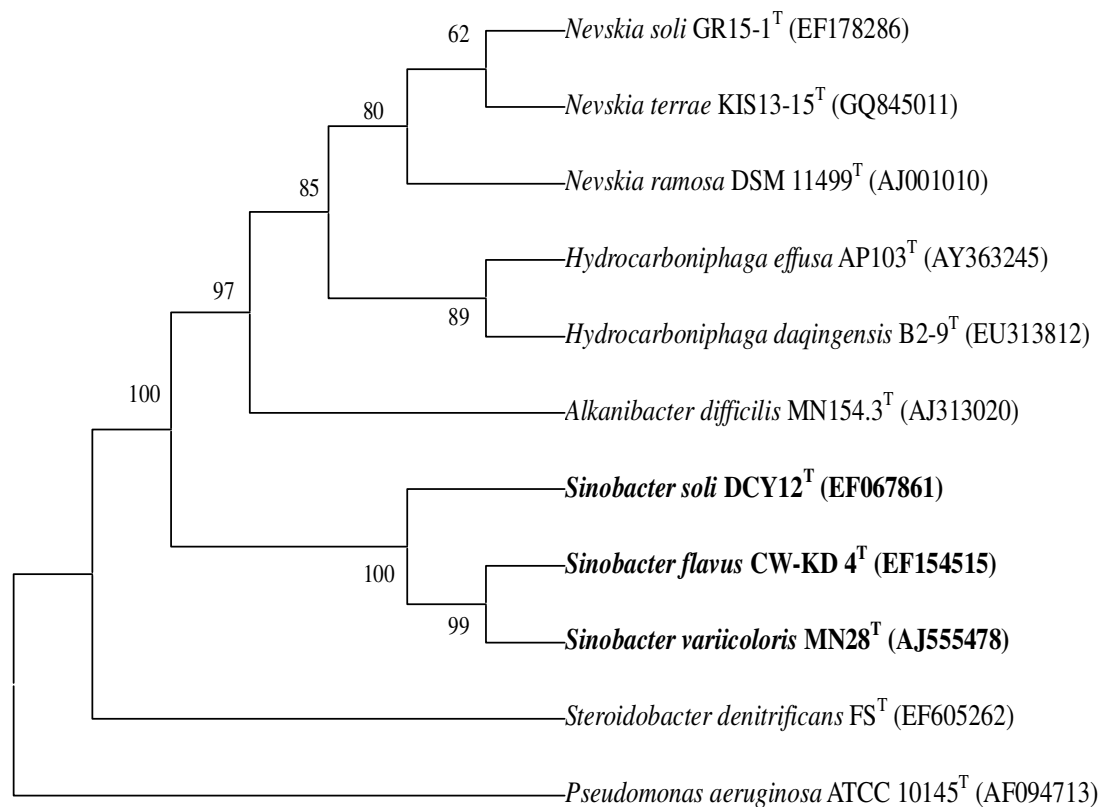 62
Nevskia soli GR15-1ᵀ (EF178286)
Nevskia terrae KIS13-15ᵀ (GQ845011)
80
Nevskia ramosa DSM 11499ᵀ (AJ001010)
85
Hydrocarboniphaga effusa AP103ᵀ (AY363245)
97
89
Hydrocarboniphaga daqingensis B2-9ᵀ (EU313812)
100
Alkanibacter difficilis MN154.3ᵀ (AJ313020)
Sinobacter soli DCY12ᵀ (EF067861)
100
Sinobacter flavus CW-KD 4ᵀ (EF154515)
99
Sinobacter variicoloris MN28ᵀ (AJ555478)
Steroidobacter denitrificans FSᵀ (EF605262)
Pseudomonas aeruginosa ATCC 10145ᵀ (AF094713)